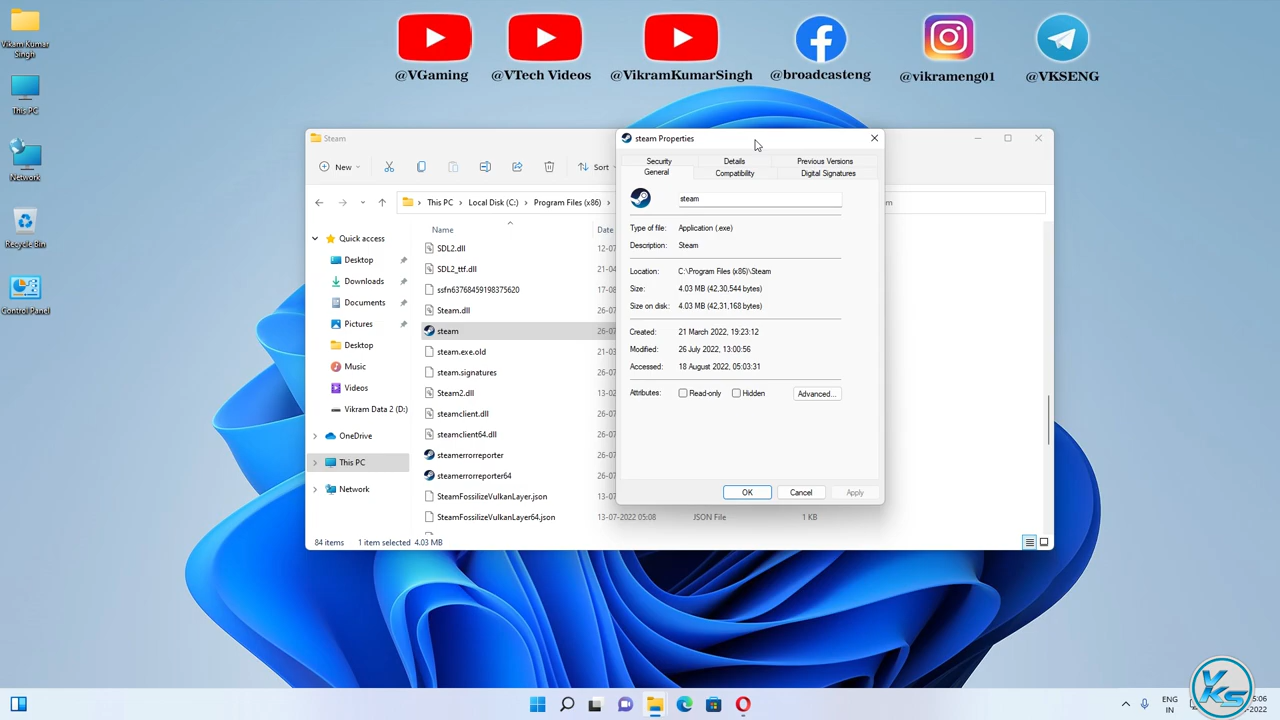 @VGaming
@VTech Videos
@VikramKumarSingh
@broadcasteng
@vikrameng01
@VKSENG
Vikam Kumar
Singh
This PC
Network
Recycle Bin
Control Panel
Steam
New
Sort
This PC > Local Disk (C:) > Program Files (x86) >
Name
Date
Quick access
Desktop
Downloads
Documents
Pictures
Desktop
Music
Videos
Vikram Data 2 (D:)
OneDrive
This PC
Network
SDL2.dll 12-07
SDL2_ttf.dll 21-04
ssfn63768459198375620 17-08
Steam.dll 26-07
steam 26-07
steam.exe.old 21-03
steam.signatures 26-07
Steam2.dll 13-02
steamclient.dll 26-07
steamclient64.dll 26-07
steamerrorreporter 26-07
steamerrorreporter64 26-07
SteamFossilizeVulkanLayer.json 13-07
SteamFossilizeVulkanLayer64.json 13-07-2022 05:08 JSON File 1 KB
84 items 1 item selected 4.03 MB
steam Properties
Security Details Previous Versions
General Compatibility Digital Signatures
steam
Type of file: Application (.exe)
Description: Steam
Location: C:\Program Files (x86)\Steam
Size: 4.03 MB (42,30,544 bytes)
Size on disk: 4.03 MB (42,31,168 bytes)
Created: 21 March 2022, 19:23:12
Modified: 26 July 2022, 13:00:56
Accessed: 18 August 2022, 05:03:31
Attributes: Read-only Hidden Advanced...
OK Cancel Apply
ENG
IN
VKS